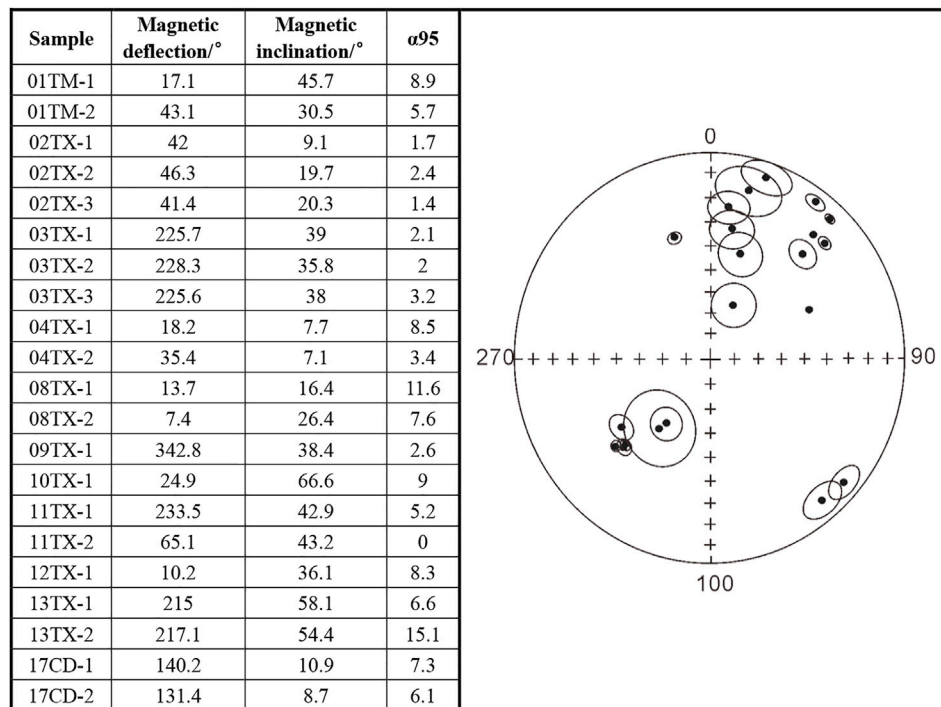 Sample Magnetic deflection/° Magnetic inclination/° α95
01TM-1 17.1 45.7 8.9
01TM-2 43.1 30.5 5.7
02TX-1 42 9.1 1.7
02TX-2 46.3 19.7 2.4
02TX-3 41.4 20.3 1.4
03TX-1 225.7 39 2.1
03TX-2 228.3 35.8 2
03TX-3 225.6 38 3.2
04TX-1 18.2 7.7 8.5
04TX-2 35.4 7.1 3.4
08TX-1 13.7 16.4 11.6
08TX-2 7.4 26.4 7.6
09TX-1 342.8 38.4 2.6
10TX-1 24.9 66.6 9
11TX-1 233.5 42.9 5.2
11TX-2 65.1 43.2 0
12TX-1 10.2 36.1 8.3
13TX-1 215 58.1 6.6
13TX-2 217.1 54.4 15.1
17CD-1 140.2 10.9 7.3
17CD-2 131.4 8.7 6.1
0
270
90
100